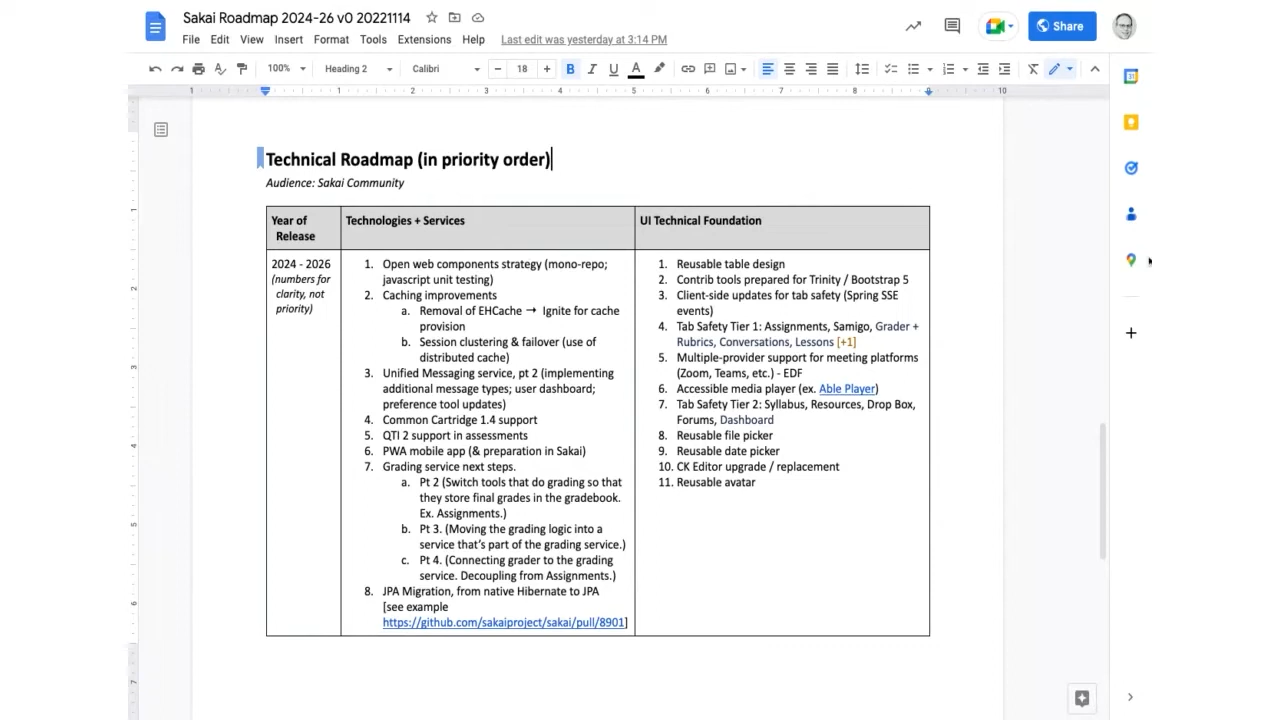 Sakai Roadmap 2024-26 v0 20221114
File Edit View Insert Format Tools Extensions Help Last edit was yesterday at 3:14 PM
Share
100% Heading 2 Calibri − 18 + B I U A
1 1 2 3 4 5 6 7 8 9 10
Technical Roadmap (in priority order)
Audience: Sakai Community
Year of
Release
Technologies + Services
UI Technical Foundation
2024 - 2026
(numbers for
clarity, not
priority)
1. Open web components strategy (mono-repo;
javascript unit testing)
2. Caching improvements
a. Removal of EHCache → Ignite for cache
provision
b. Session clustering & failover (use of
distributed cache)
3. Unified Messaging service, pt 2 (implementing
additional message types; user dashboard;
preference tool updates)
4. Common Cartridge 1.4 support
5. QTI 2 support in assessments
6. PWA mobile app (& preparation in Sakai)
7. Grading service next steps.
a. Pt 2 (Switch tools that do grading so that
they store final grades in the gradebook.
Ex. Assignments.)
b. Pt 3. (Moving the grading logic into a
service that's part of the grading service.)
c. Pt 4. (Connecting grader to the grading
service. Decoupling from Assignments.)
8. JPA Migration, from native Hibernate to JPA
[see example
https://github.com/sakaiproject/sakai/pull/8901]
1. Reusable table design
2. Contrib tools prepared for Trinity / Bootstrap 5
3. Client-side updates for tab safety (Spring SSE
events)
4. Tab Safety Tier 1: Assignments, Samigo, Grader +
Rubrics, Conversations, Lessons [+1]
5. Multiple-provider support for meeting platforms
(Zoom, Teams, etc.) - EDF
6. Accessible media player (ex. Able Player)
7. Tab Safety Tier 2: Syllabus, Resources, Drop Box,
Forums, Dashboard
8. Reusable file picker
9. Reusable date picker
10. CK Editor upgrade / replacement
11. Reusable avatar